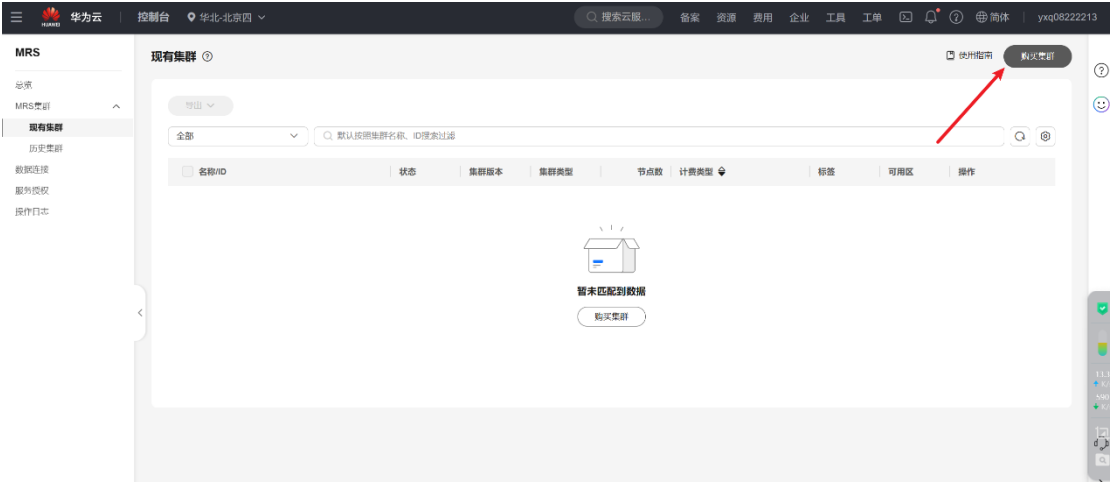 HUAWEI 华为云 控制台 华北-北京四 搜索云服... 备案 资源 费用 企业 工具 工单 简体 yxq08222213
MRS
现有集群
使用指南
购买集群
总览
MRS集群
现有集群
历史集群
数据连接
服务授权
操作日志
导出
全部
默认按照集群名称、ID搜索过滤
名称/ID 状态 集群版本 集群类型 节点数 计费类型 标签 可用区 操作
暂未匹配到数据
购买集群